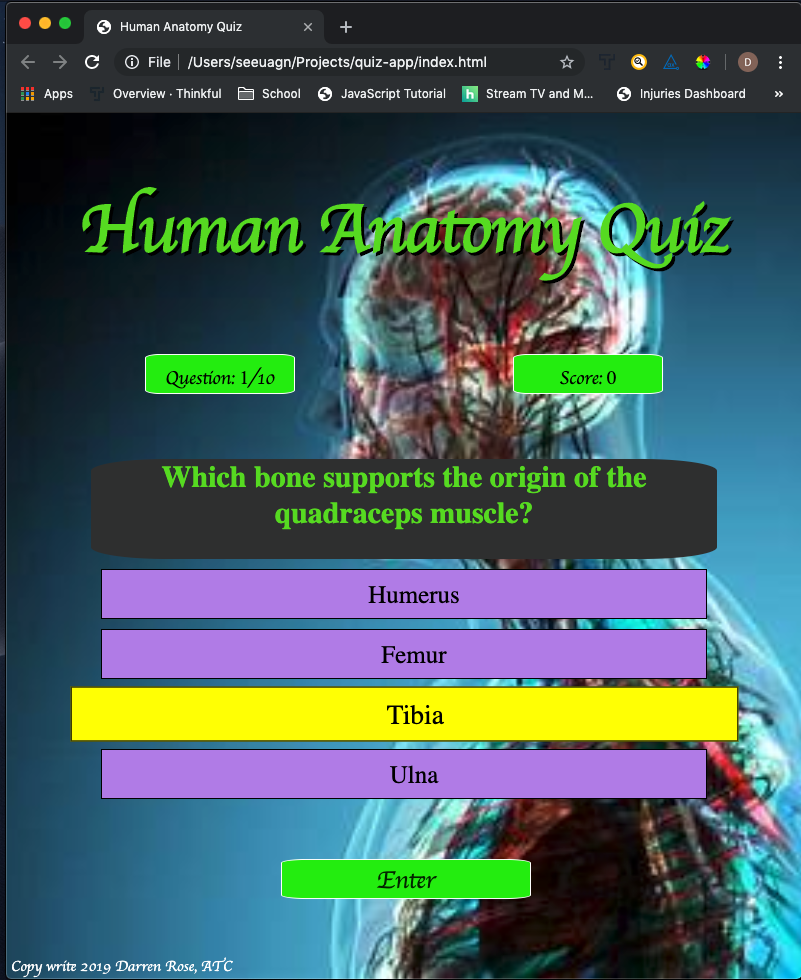 Human Anatomy Quiz
File /Users/seeuagn/Projects/quiz-app/index.html D
Apps Overview · Thinkful School JavaScript Tutorial h Stream TV and M... Injuries Dashboard »
Human Anatomy Quiz
Question: 1/10 Score: 0
Which bone supports the origin of the
quadraceps muscle?
Humerus
Femur
Tibia
Ulna
Enter
Copy write 2019 Darren Rose, ATC